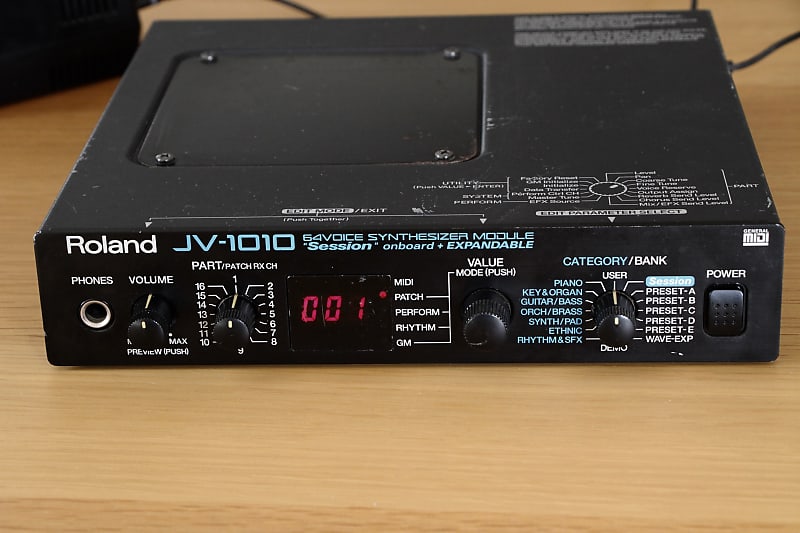 UTILITY
(Push VALUE=ENTER)
SYSTEM
PERFORM
Factory Reset
GM Initialize
Initialize
Data Transfer
Perform Ctrl CH
Master Tune
EFX Source
Level
Pan
Coarse Tune
Fine Tune
Voice Reserve
Output Assign
Reverb Send Level
Chorus Send Level
Mix/EFX Send Level
PART
EDIT MODE/EXIT
(Push Together)
EDIT PARAMETER SELECT
Roland JV-1010 64VOICE SYNTHESIZER MODULE
"Session" onboard + EXPANDABLE
GENERAL
MIDI
PHONES
VOLUME
MAX
PREVIEW (PUSH)
PART/PATCH RX CH
1
2
3
4
5
6
7
8
9
10
11
12
13
14
15
16
001
MIDI
PATCH
PERFORM
RHYTHM
GM
VALUE
MODE (PUSH)
CATEGORY/BANK
USER
PIANO
KEY & ORGAN
GUITAR/BASS
ORCH/BRASS
SYNTH/PAD
ETHNIC
RHYTHM & SFX
Session
PRESET-A
PRESET-B
PRESET-C
PRESET-D
PRESET-E
WAVE-EXP
DEMO
POWER